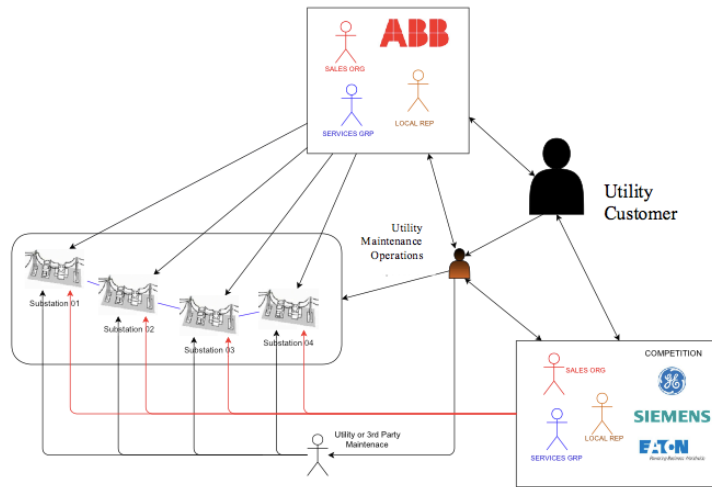 ABB
SALES ORG
SERVICES GRP
LOCAL REP
Utility
Customer
Utility
Maintenance
Operations
Substation 01
Substation 02
Substation 03
Substation 04
COMPETITION
SALES ORG
LOCAL REP
SERVICES GRP
GE
SIEMENS
EATON
Utility or 3rd Party
Maintenace